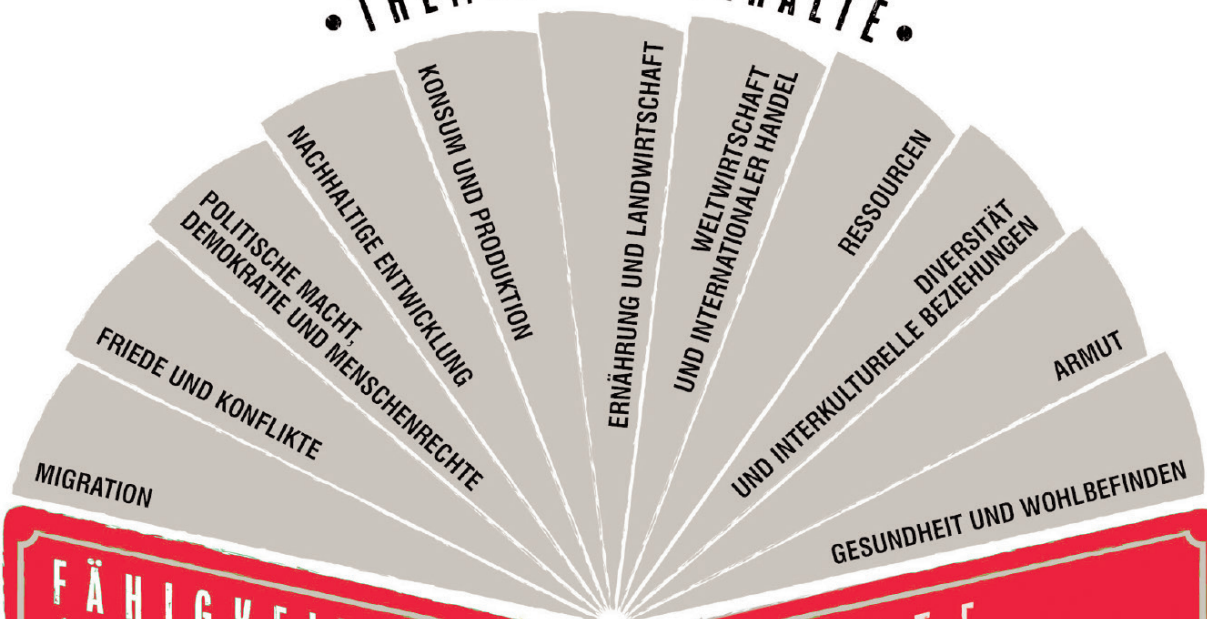 MIGRATION
FRIEDE UND KONFLIKTE
POLITISCHE MACHT,
DEMOKRATIE UND MENSCHENRECHTE
NACHHALTIGE ENTWICKLUNG
KONSUM UND PRODUKTION
ERNÄHRUNG UND LANDWIRTSCHAFT
WELTWIRTSCHAFT
UND INTERNATIONALER HANDEL
RESSOURCEN
DIVERSITÄT
UND INTERKULTURELLE BEZIEHUNGEN
ARMUT
GESUNDHEIT UND WOHLBEFINDEN